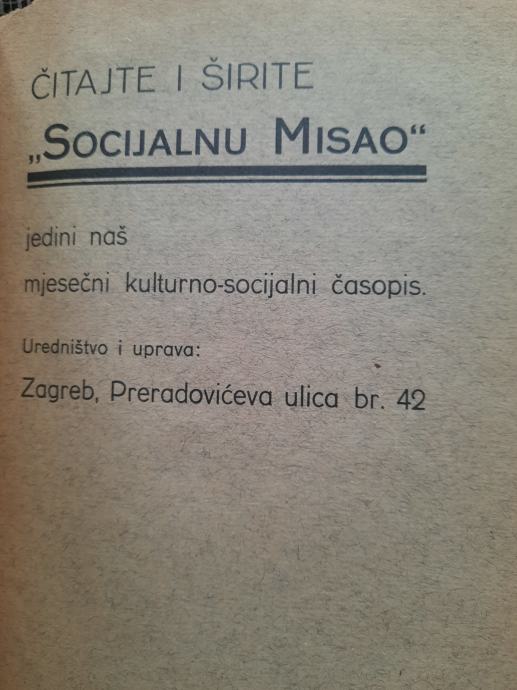 ČITAJTE I ŠIRITE
„SOCIJALNU MISAO“
jedini naš
mjesečni kulturno-socijalni časopis.
Uredništvo i uprava:
Zagreb, Preradovićeva ulica br. 42